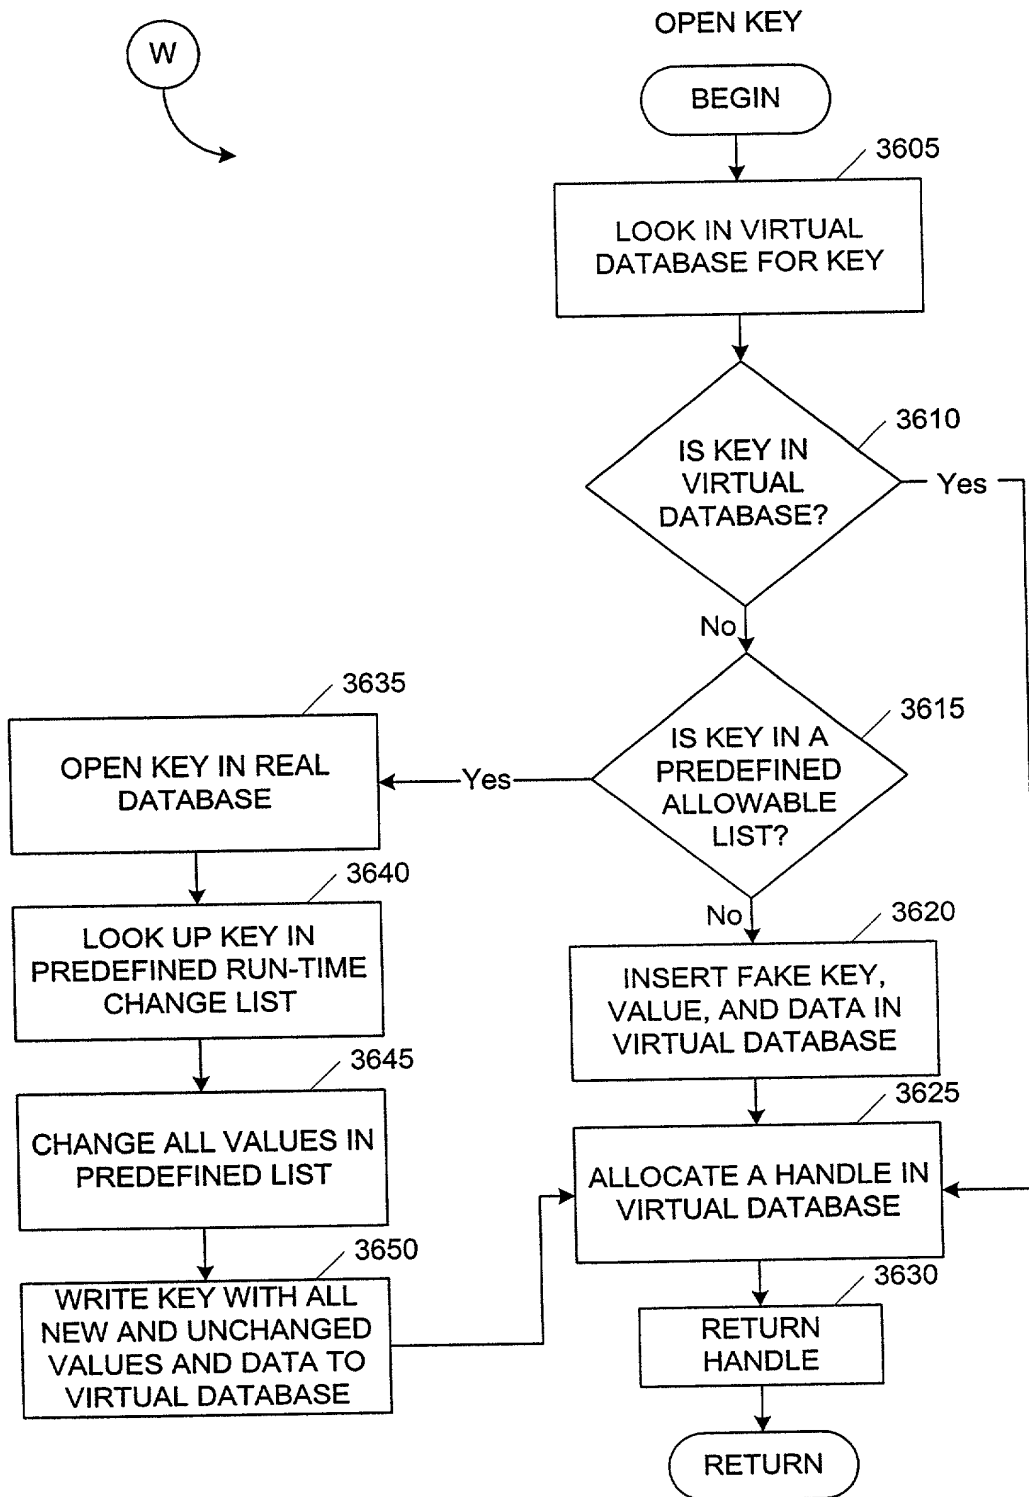 W
OPEN KEY
BEGIN
3605
LOOK IN VIRTUAL
DATABASE FOR KEY
3610
IS KEY IN
VIRTUAL
DATABASE?
Yes
No
3615
IS KEY IN A
PREDEFINED
ALLOWABLE
LIST?
Yes
No
3635
OPEN KEY IN REAL
DATABASE
3640
LOOK UP KEY IN
PREDEFINED RUN-TIME
CHANGE LIST
3645
CHANGE ALL VALUES IN
PREDEFINED LIST
3650
WRITE KEY WITH ALL
NEW AND UNCHANGED
VALUES AND DATA TO
VIRTUAL DATABASE
3620
INSERT FAKE KEY,
VALUE, AND DATA IN
VIRTUAL DATABASE
3625
ALLOCATE A HANDLE IN
VIRTUAL DATABASE
3630
RETURN
HANDLE
RETURN